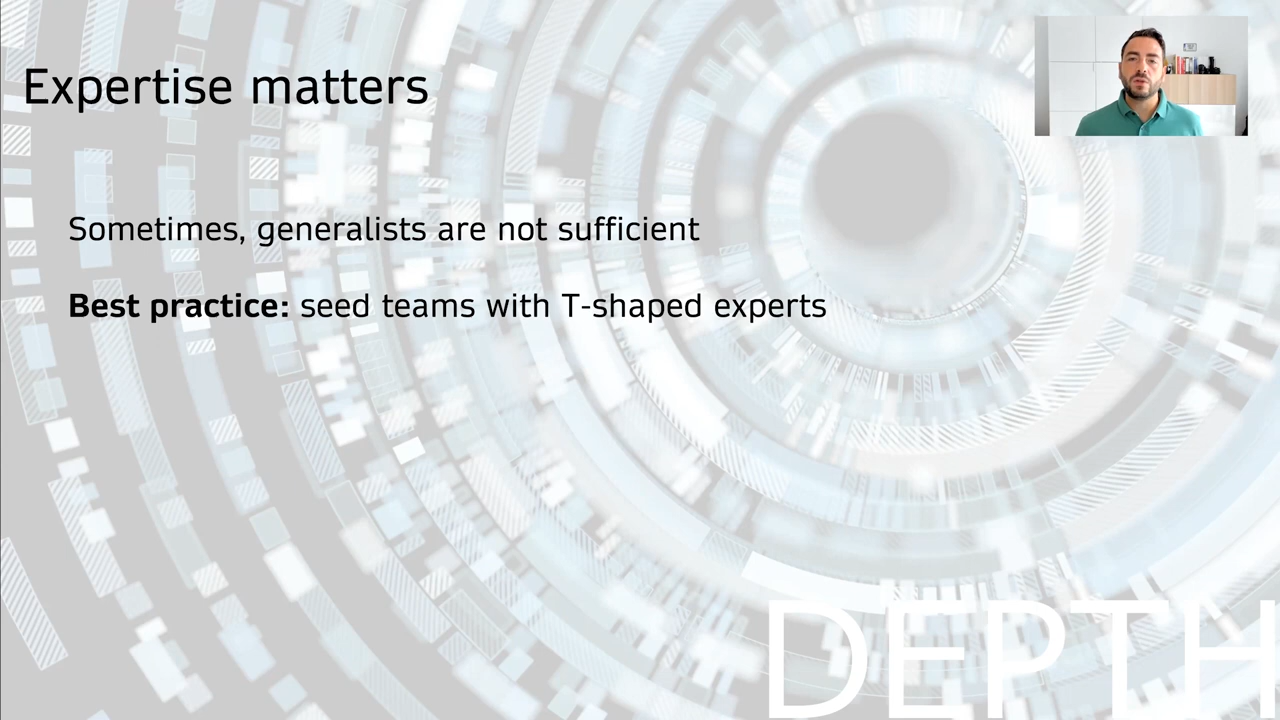 Expertise matters
Sometimes, generalists are not sufficient
Best practice: seed teams with T-shaped experts
DEPTH